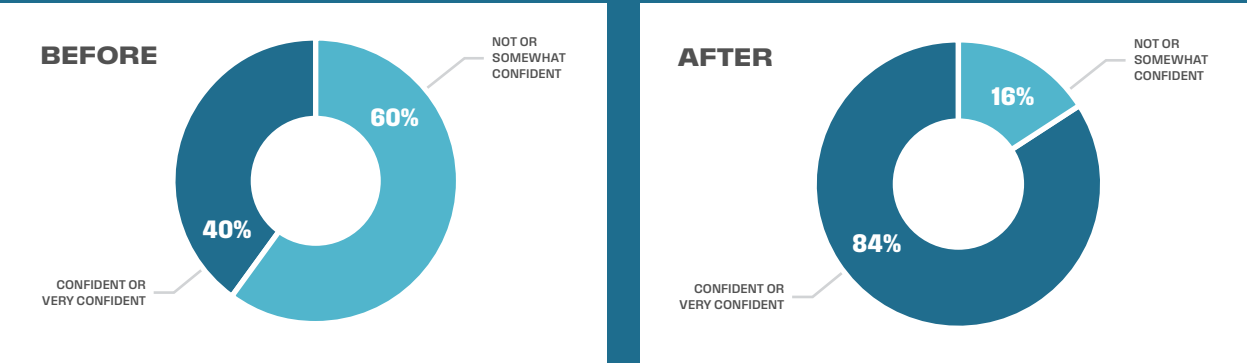 BEFORE
NOT OR
SOMEWHAT
CONFIDENT
60%
40%
CONFIDENT OR
VERY CONFIDENT
AFTER
NOT OR
SOMEWHAT
CONFIDENT
16%
84%
CONFIDENT OR
VERY CONFIDENT